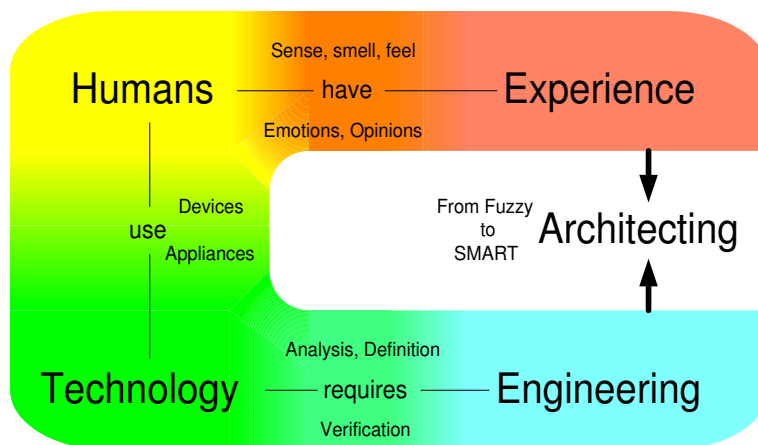 Sense, smell, feel
Humans have Experience
Emotions, Opinions
Devices
use
Appliances
From Fuzzy
to
SMART
Architecting
Analysis, Definition
Technology requires Engineering
Verification